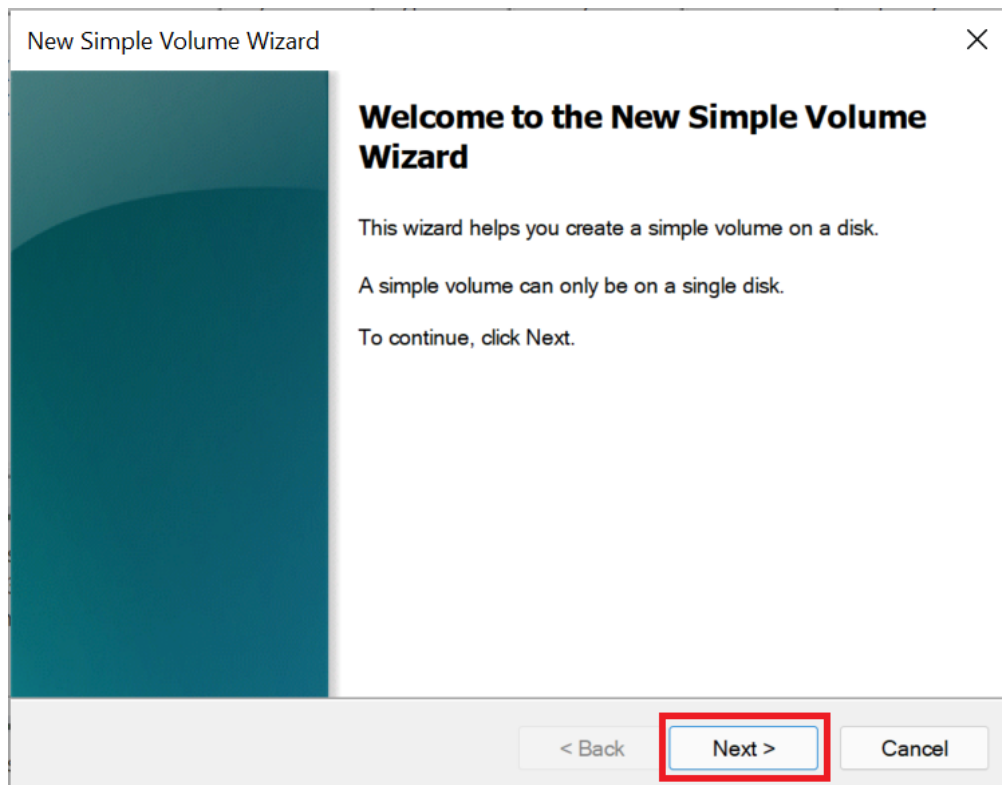 New Simple Volume Wizard
Welcome to the New Simple Volume
Wizard
This wizard helps you create a simple volume on a disk.
A simple volume can only be on a single disk.
To continue, click Next.
< Back
Next >
Cancel